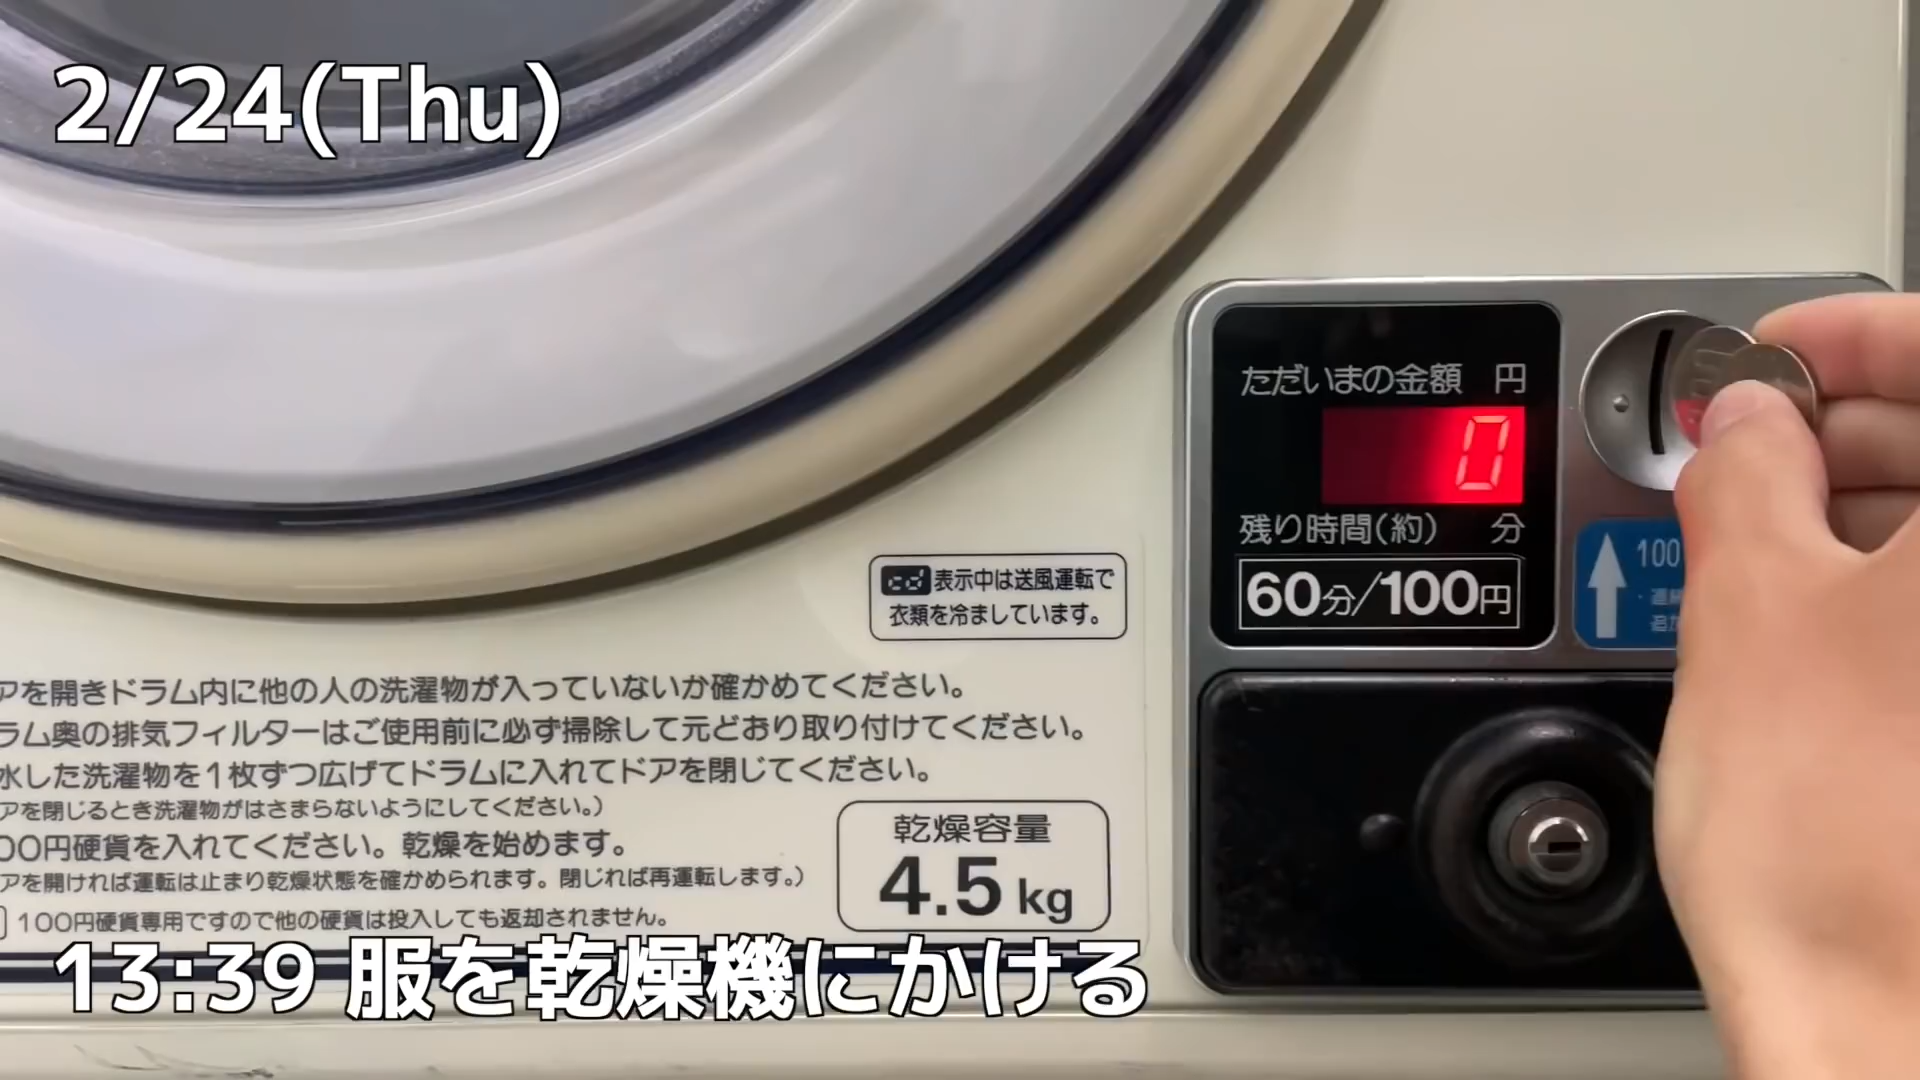 2/24(Thu)
ただいまの金額 円
0
残り時間(約) 分
60分/100円
100
cd表示中は送風運転で
衣類を冷ましています。
アを開きドラム内に他の人の洗濯物が入っていないか確かめてください。
ラム奥の排気フィルターはご使用前に必ず掃除して元どおり取り付けてください。
水した洗濯物を1枚ずつ広げてドラムに入れてドアを閉じてください。
アを閉じるとき洗濯物がはさまらないようにしてください。)
00円硬貨を入れてください。乾燥を始めます。
アを開ければ運転は止まり乾燥状態を確かめられます。閉じれば再運転します。)
100円硬貨専用ですので他の硬貨は投入しても返却されません。
乾燥容量
4.5 kg
13:39 服を乾燥機にかける